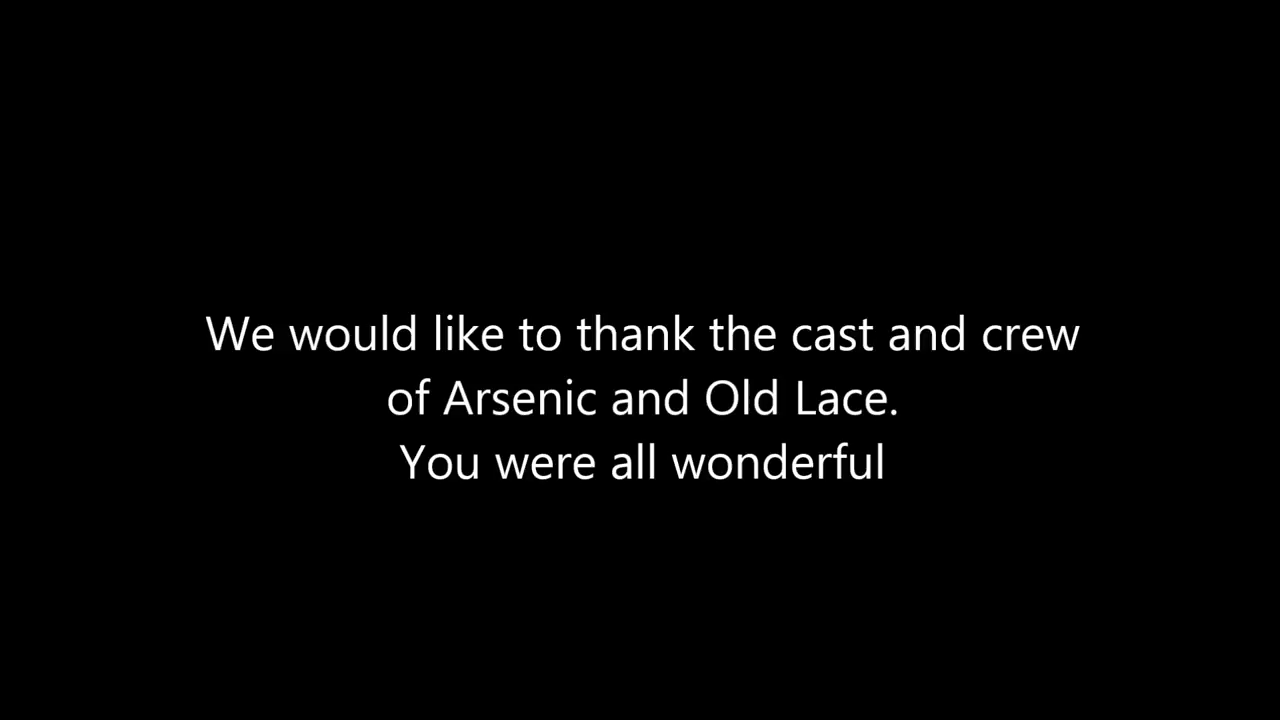 We would like to thank the cast and crew
of Arsenic and Old Lace.
You were all wonderful